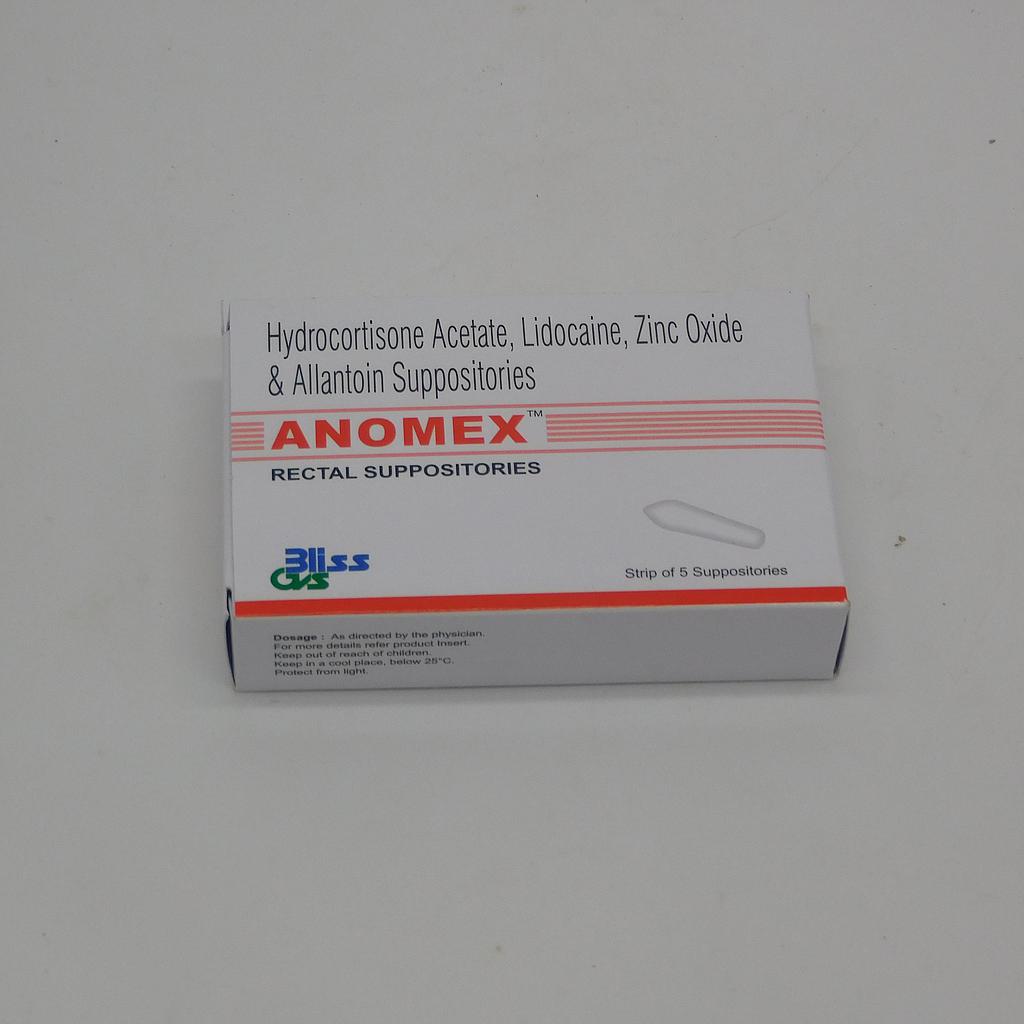 Hydrocortisone Acetate, Lidocaine, Zinc Oxide
& Allantoin Suppositories
ANOMEX™
RECTAL SUPPOSITORIES
Bliss
GVS
Strip of 5 Suppositories
Dosage : As directed by the physician.
For more details refer product Insert.
Keep out of reach of children.
Keep in a cool place, below 25°C.
Protect from light.